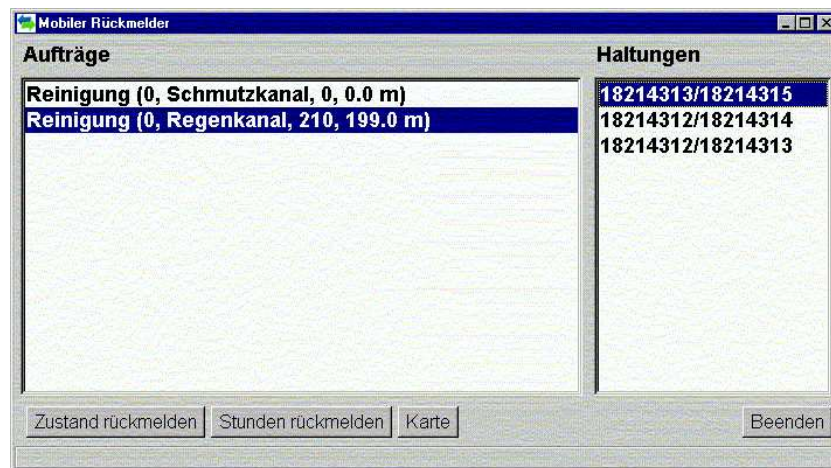 Mobiler Rückmelder
Aufträge
Reinigung (0, Schmutzkanal, 0, 0.0 m)
Reinigung (0, Regenkanal, 210, 199.0 m)
Haltungen
18214313/18214315
18214312/18214314
18214312/18214313
Zustand rückmelden Stunden rückmelden Karte Beenden